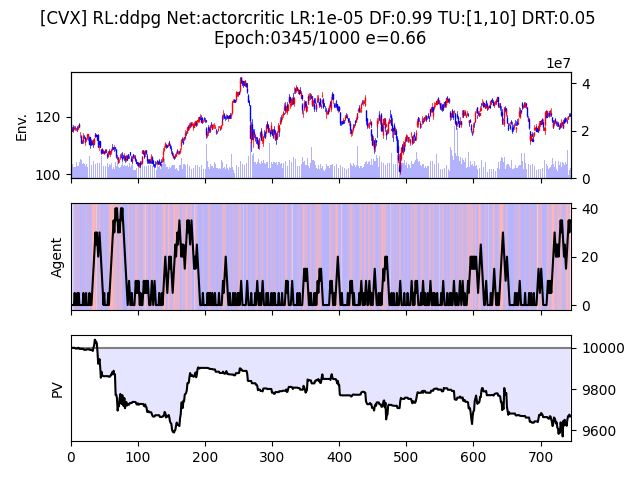 [CVX] RL:ddpg Net:actorcritic LR:1e-05 DF:0.99 TU:[1,10] DRT:0.05
Epoch:0345/1000 e=0.66
1e7
Env.
120
100
4
2
0
Agent
40
20
0
PV
10000
9800
9600
0 100 200 300 400 500 600 700